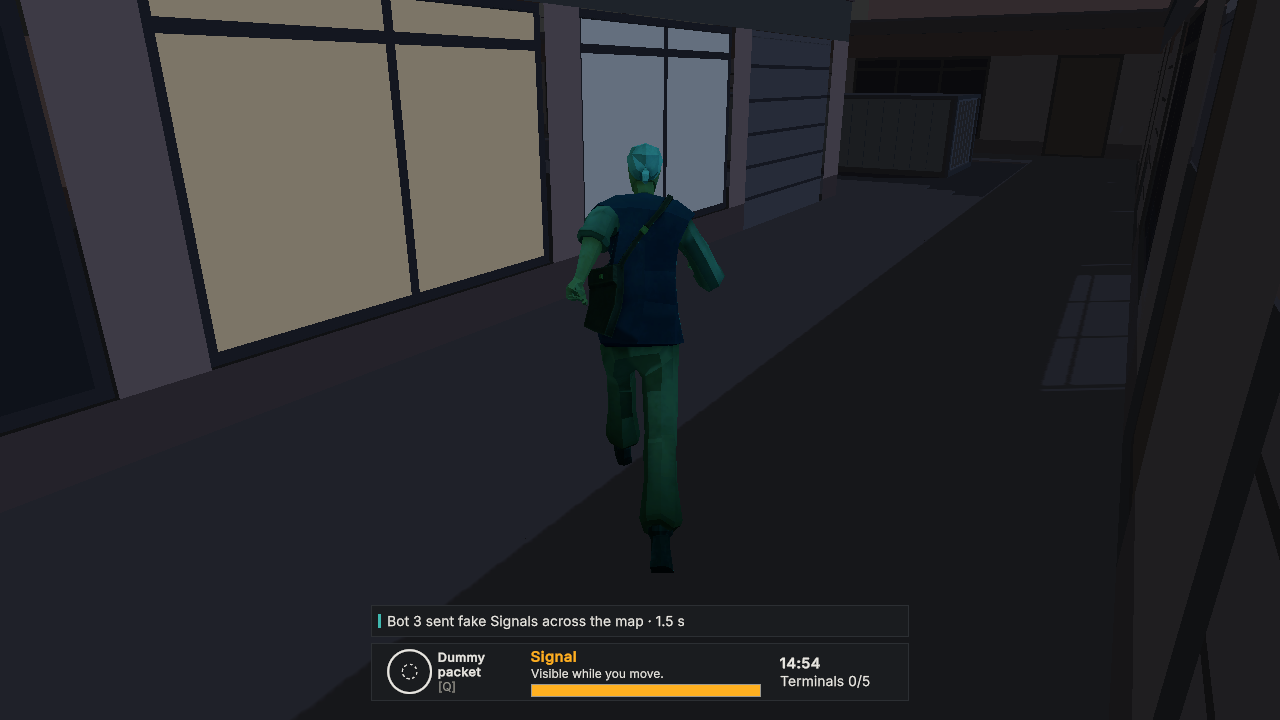 Bot 3 sent fake Signals across the map · 1.5 s
Dummy
packet
[Q]
Signal
Visible while you move.
14:54
Terminals 0/5